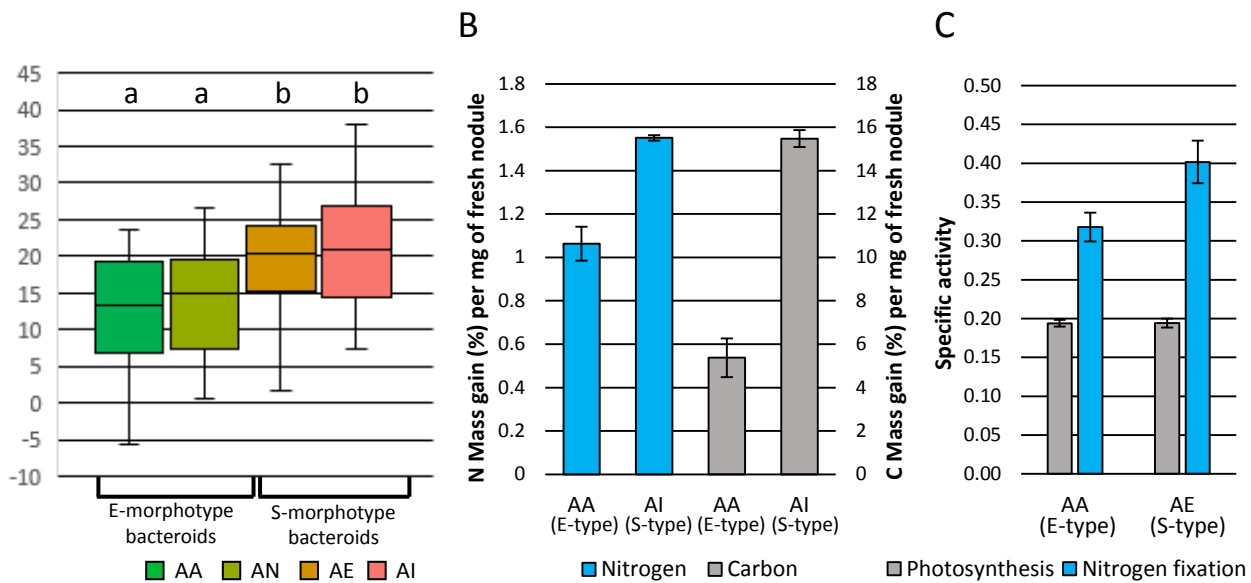 B
C
45
40
35
30
25
20
15
10
5
0
-5
-10
a a b b
E-morphotype
bacteroids
S-morphotype
bacteroids
AA AN AE AI
N Mass gain (%) per mg of fresh nodule
1.8
1.6
1.4
1.2
1
0.8
0.6
0.4
0.2
0
18
16
14
12
10
8
6
4
2
0
C Mass gain (%) per mg of fresh nodule
AA AI AA AI
(E-type) (S-type) (E-type) (S-type)
Nitrogen Carbon
Specific activity
0.50
0.45
0.40
0.35
0.30
0.25
0.20
0.15
0.10
0.05
0.00
AA AE
(E-type) (S-type)
Photosynthesis Nitrogen fixation